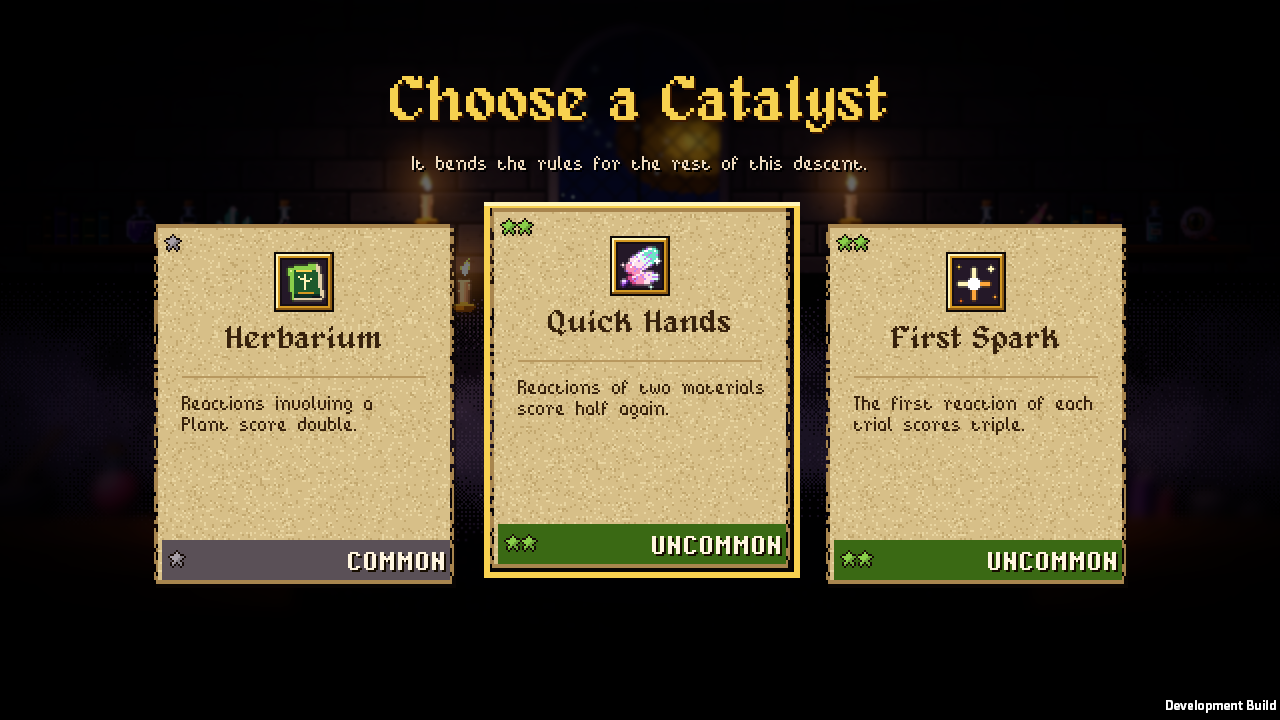 Choose a Catalyst
It bends the rules for the rest of this descent.
Herbarium
Reactions involving a
Plant score double.
COMMON
Quick Hands
Reactions of two materials
score half again.
UNCOMMON
First Spark
The first reaction of each
trial scores triple.
UNCOMMON
Development Build